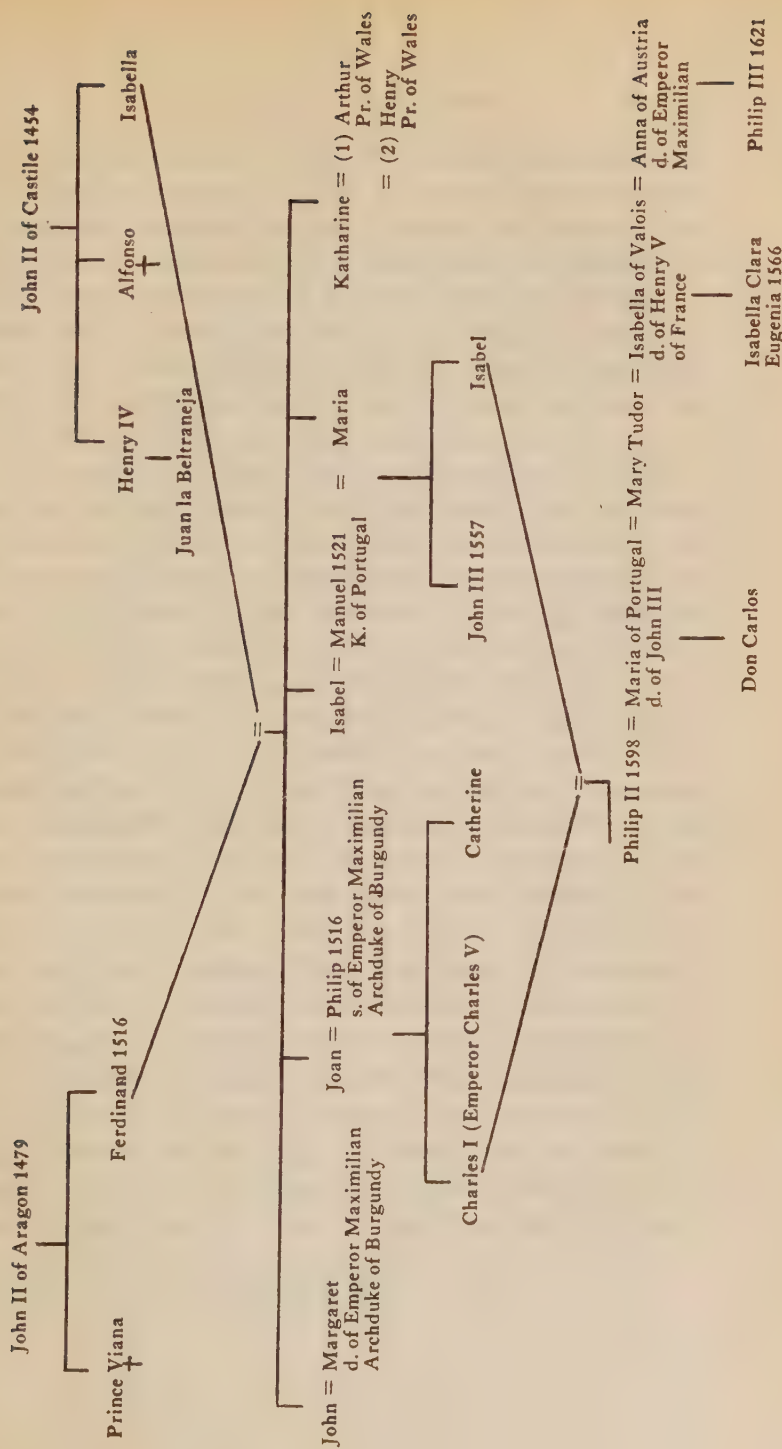 John II of Aragon 1479
John II of Castile 1454
Prince Viana
Ferdinand 1516
Henry IV
Alfonso
Isabella
Juan la Beltraneja
=
John = Margaret
d. of Emperor Maximilian
Archduke of Burgundy
Joan = Philip 1516
s. of Emperor Maximilian
Archduke of Burgundy
Isabel = Manuel 1521 = Maria
K. of Portugal
Katharine = (1) Arthur
Pr. of Wales
= (2) Henry
Pr. of Wales
Charles I (Emperor Charles V)
Catherine
John III 1557
Isabel
=
Philip II 1598 = Maria of Portugal = Mary Tudor = Isabella of Valois = Anna of Austria
d. of John III
d. of Henry V
of France
d. of Emperor
Maximilian
Don Carlos
Isabella Clara
Eugenia 1566
Philip III 1621